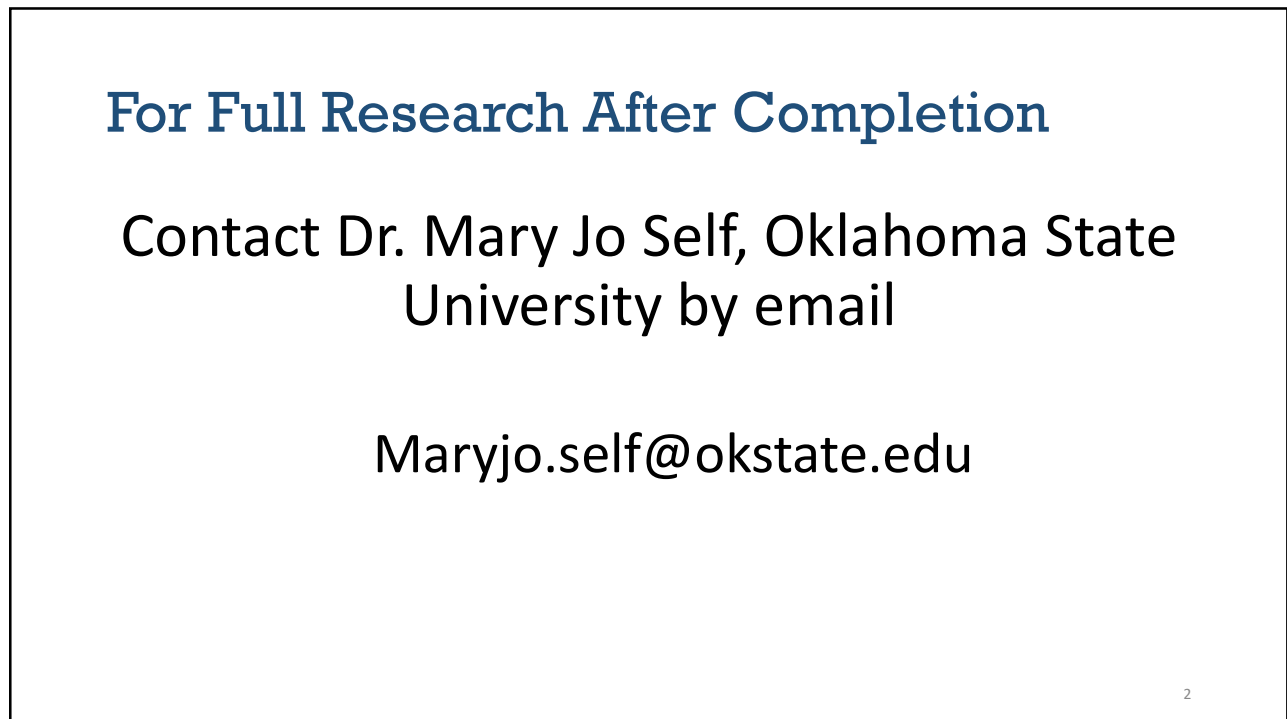 For Full Research After Completion
Contact Dr. Mary Jo Self, Oklahoma State
University by email
Maryjo.self@okstate.edu
2